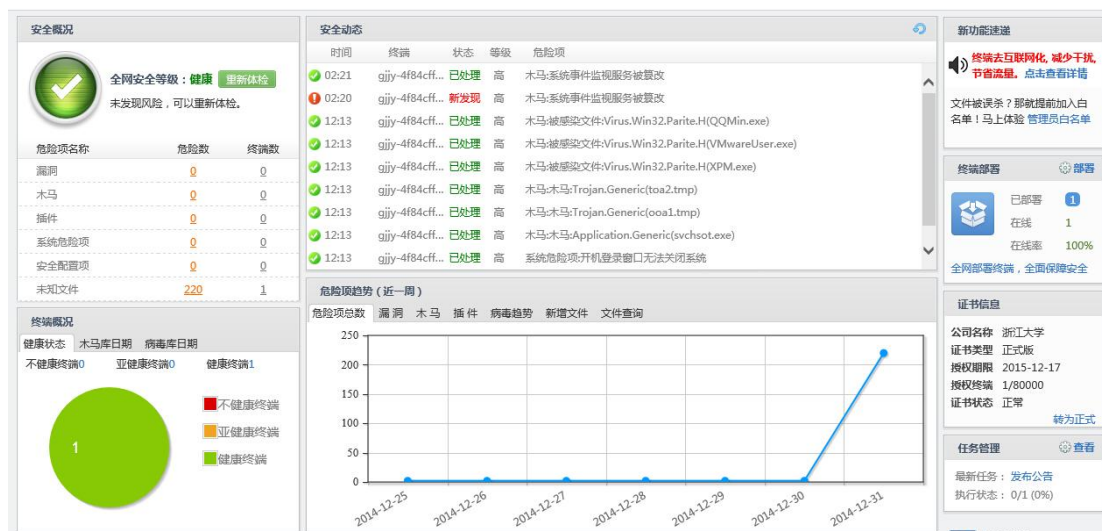 安全概况
全网安全等级：健康 重新体检
未发现风险，可以重新体检。
危险项名称 危险数 终端数
漏洞 0 0
木马 0 0
插件 0 0
系统危险项 0 0
安全配置项 0 0
未知文件 220 1
终端概况
健康状态 木马库日期 病毒库日期
不健康终端0 亚健康终端0 健康终端1
1
不健康终端
亚健康终端
健康终端
安全动态
时间 终端 状态 等级 危险项
02:21 gjjy-4f84cff... 已处理 高 木马:系统事件监视服务被篡改
02:20 gjjy-4f84cff... 新发现 高 木马:系统事件监视服务被篡改
12:13 gjjy-4f84cff... 已处理 高 木马:被感染文件:Virus.Win32.Parite.H(QQMin.exe)
12:13 gjjy-4f84cff... 已处理 高 木马:被感染文件:Virus.Win32.Parite.H(VMwareUser.exe)
12:13 gjjy-4f84cff... 已处理 高 木马:被感染文件:Virus.Win32.Parite.H(XPM.exe)
12:13 gjjy-4f84cff... 已处理 高 木马:木马:Trojan.Generic(toa2.tmp)
12:13 gjjy-4f84cff... 已处理 高 木马:木马:Trojan.Generic(ooa1.tmp)
12:13 gjjy-4f84cff... 已处理 高 木马:木马:Application.Generic(svchsot.exe)
12:13 gjjy-4f84cff... 已处理 高 系统危险项:开机登录窗口无法关闭系统
危险项趋势（近一周）
危险项总数 漏 洞 木 马 插 件 病毒趋势 新增文件 文件查询
250
200
150
100
50
0
2014-12-25 2014-12-26 2014-12-27 2014-12-28 2014-12-29 2014-12-30 2014-12-31
新功能速递
终端去互联网化, 减少干扰,
节省流量。点击查看详情
文件被误杀？那就提前加入白
名单！马上体验 管理员白名单
终端部署 部署
已部署 1
在线 1
在线率 100%
全网部署终端，全面保障安全
证书信息
公司名称 浙江大学
证书类型 正式版
授权期限 2015-12-17
授权终端 1/80000
证书状态 正常
转为正式
任务管理 查看
最新任务： 发布公告
执行状态： 0/1 (0%)